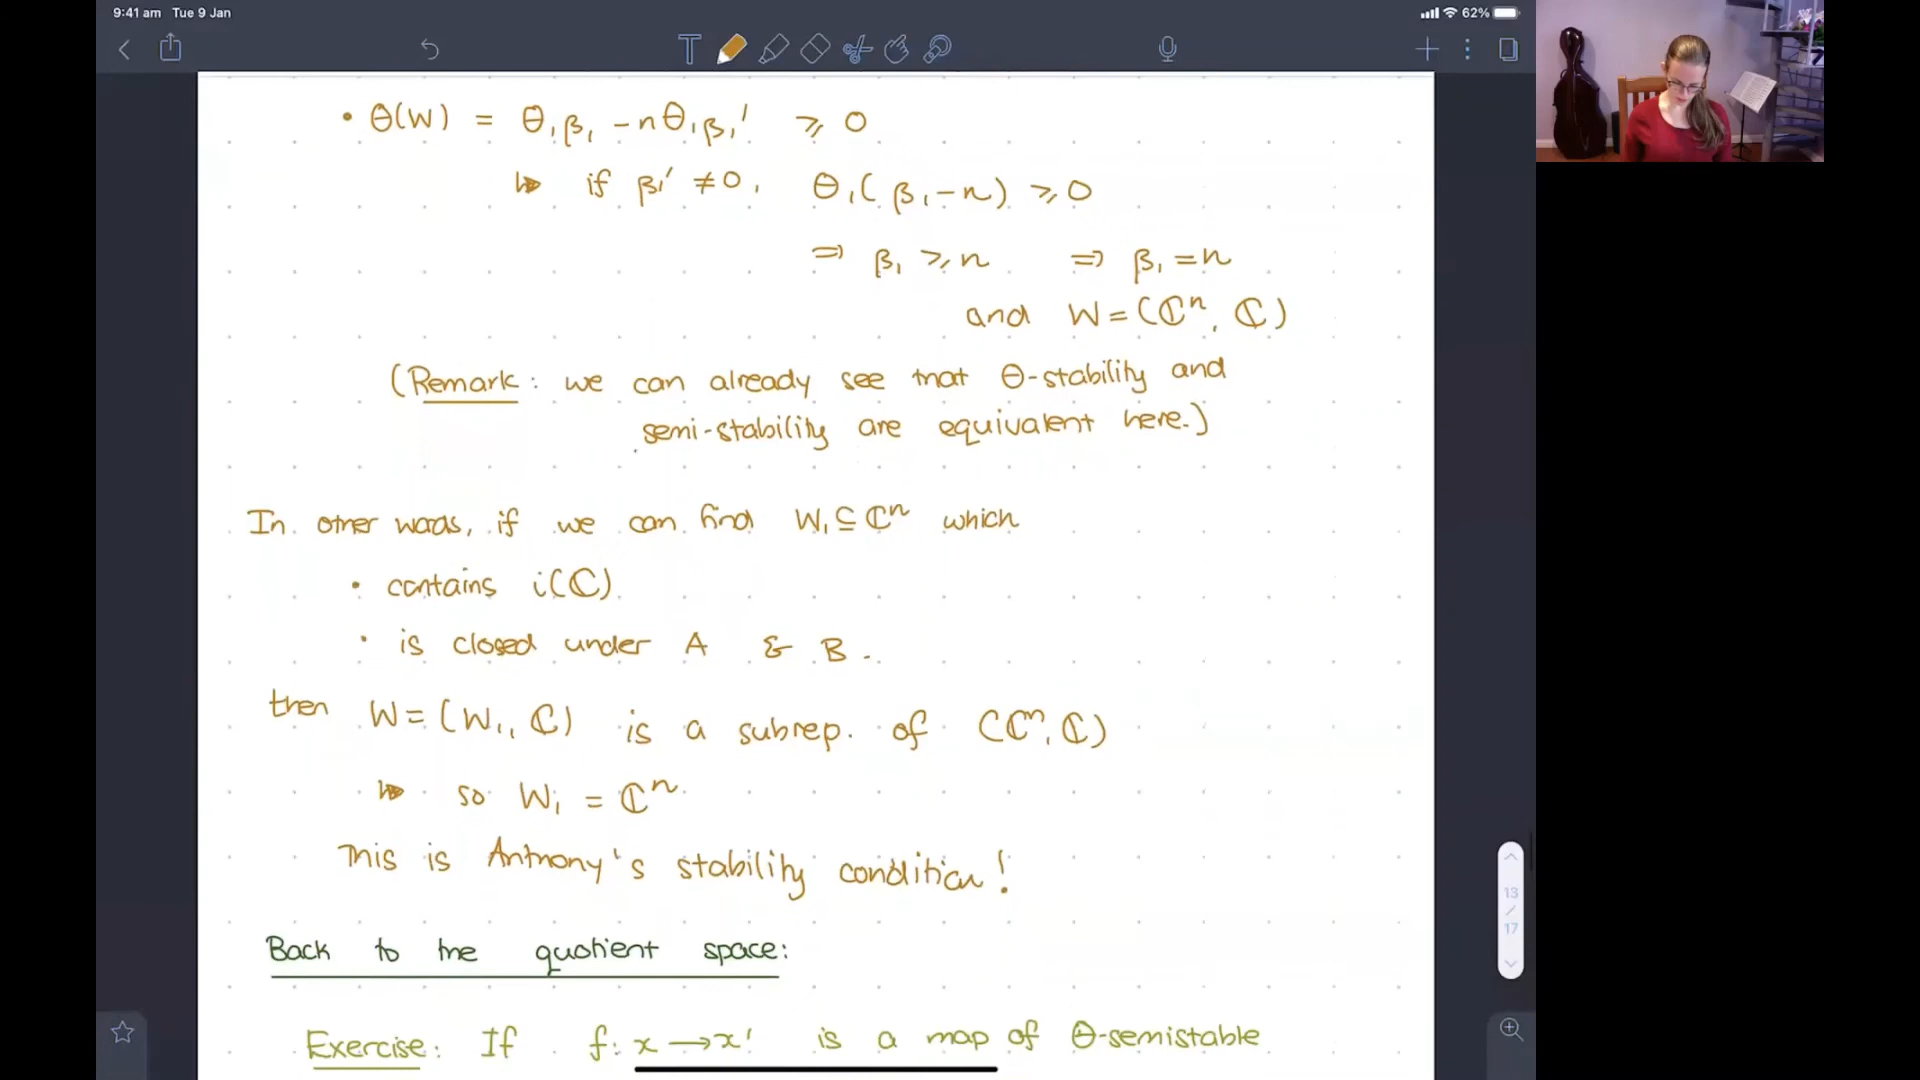 9:41 am Tue 9 Jan
62%
• θ(W) = θ₁β₁ - nθ₁β₁' ⩾ 0
↳ if β₁' ≠ 0, θ₁(β₁-n) ⩾ 0
⇒ β₁ ⩾ n ⇒ β₁ = n
and W = (ℂⁿ, ℂ)
(Remark: we can already see that θ-stability and
semi-stability are equivalent here.)
In other words, if we can find W₁ ⊆ ℂⁿ which
• contains i(ℂ)
• is closed under A & B.
then W = (W₁, ℂ) is a subrep. of (ℂⁿ, ℂ)
↳ so W₁ = ℂⁿ
This is Anthony's stability condition!
Back to the quotient space:
Exercise: If f: x → x' is a map of θ-semistable
13
/
17